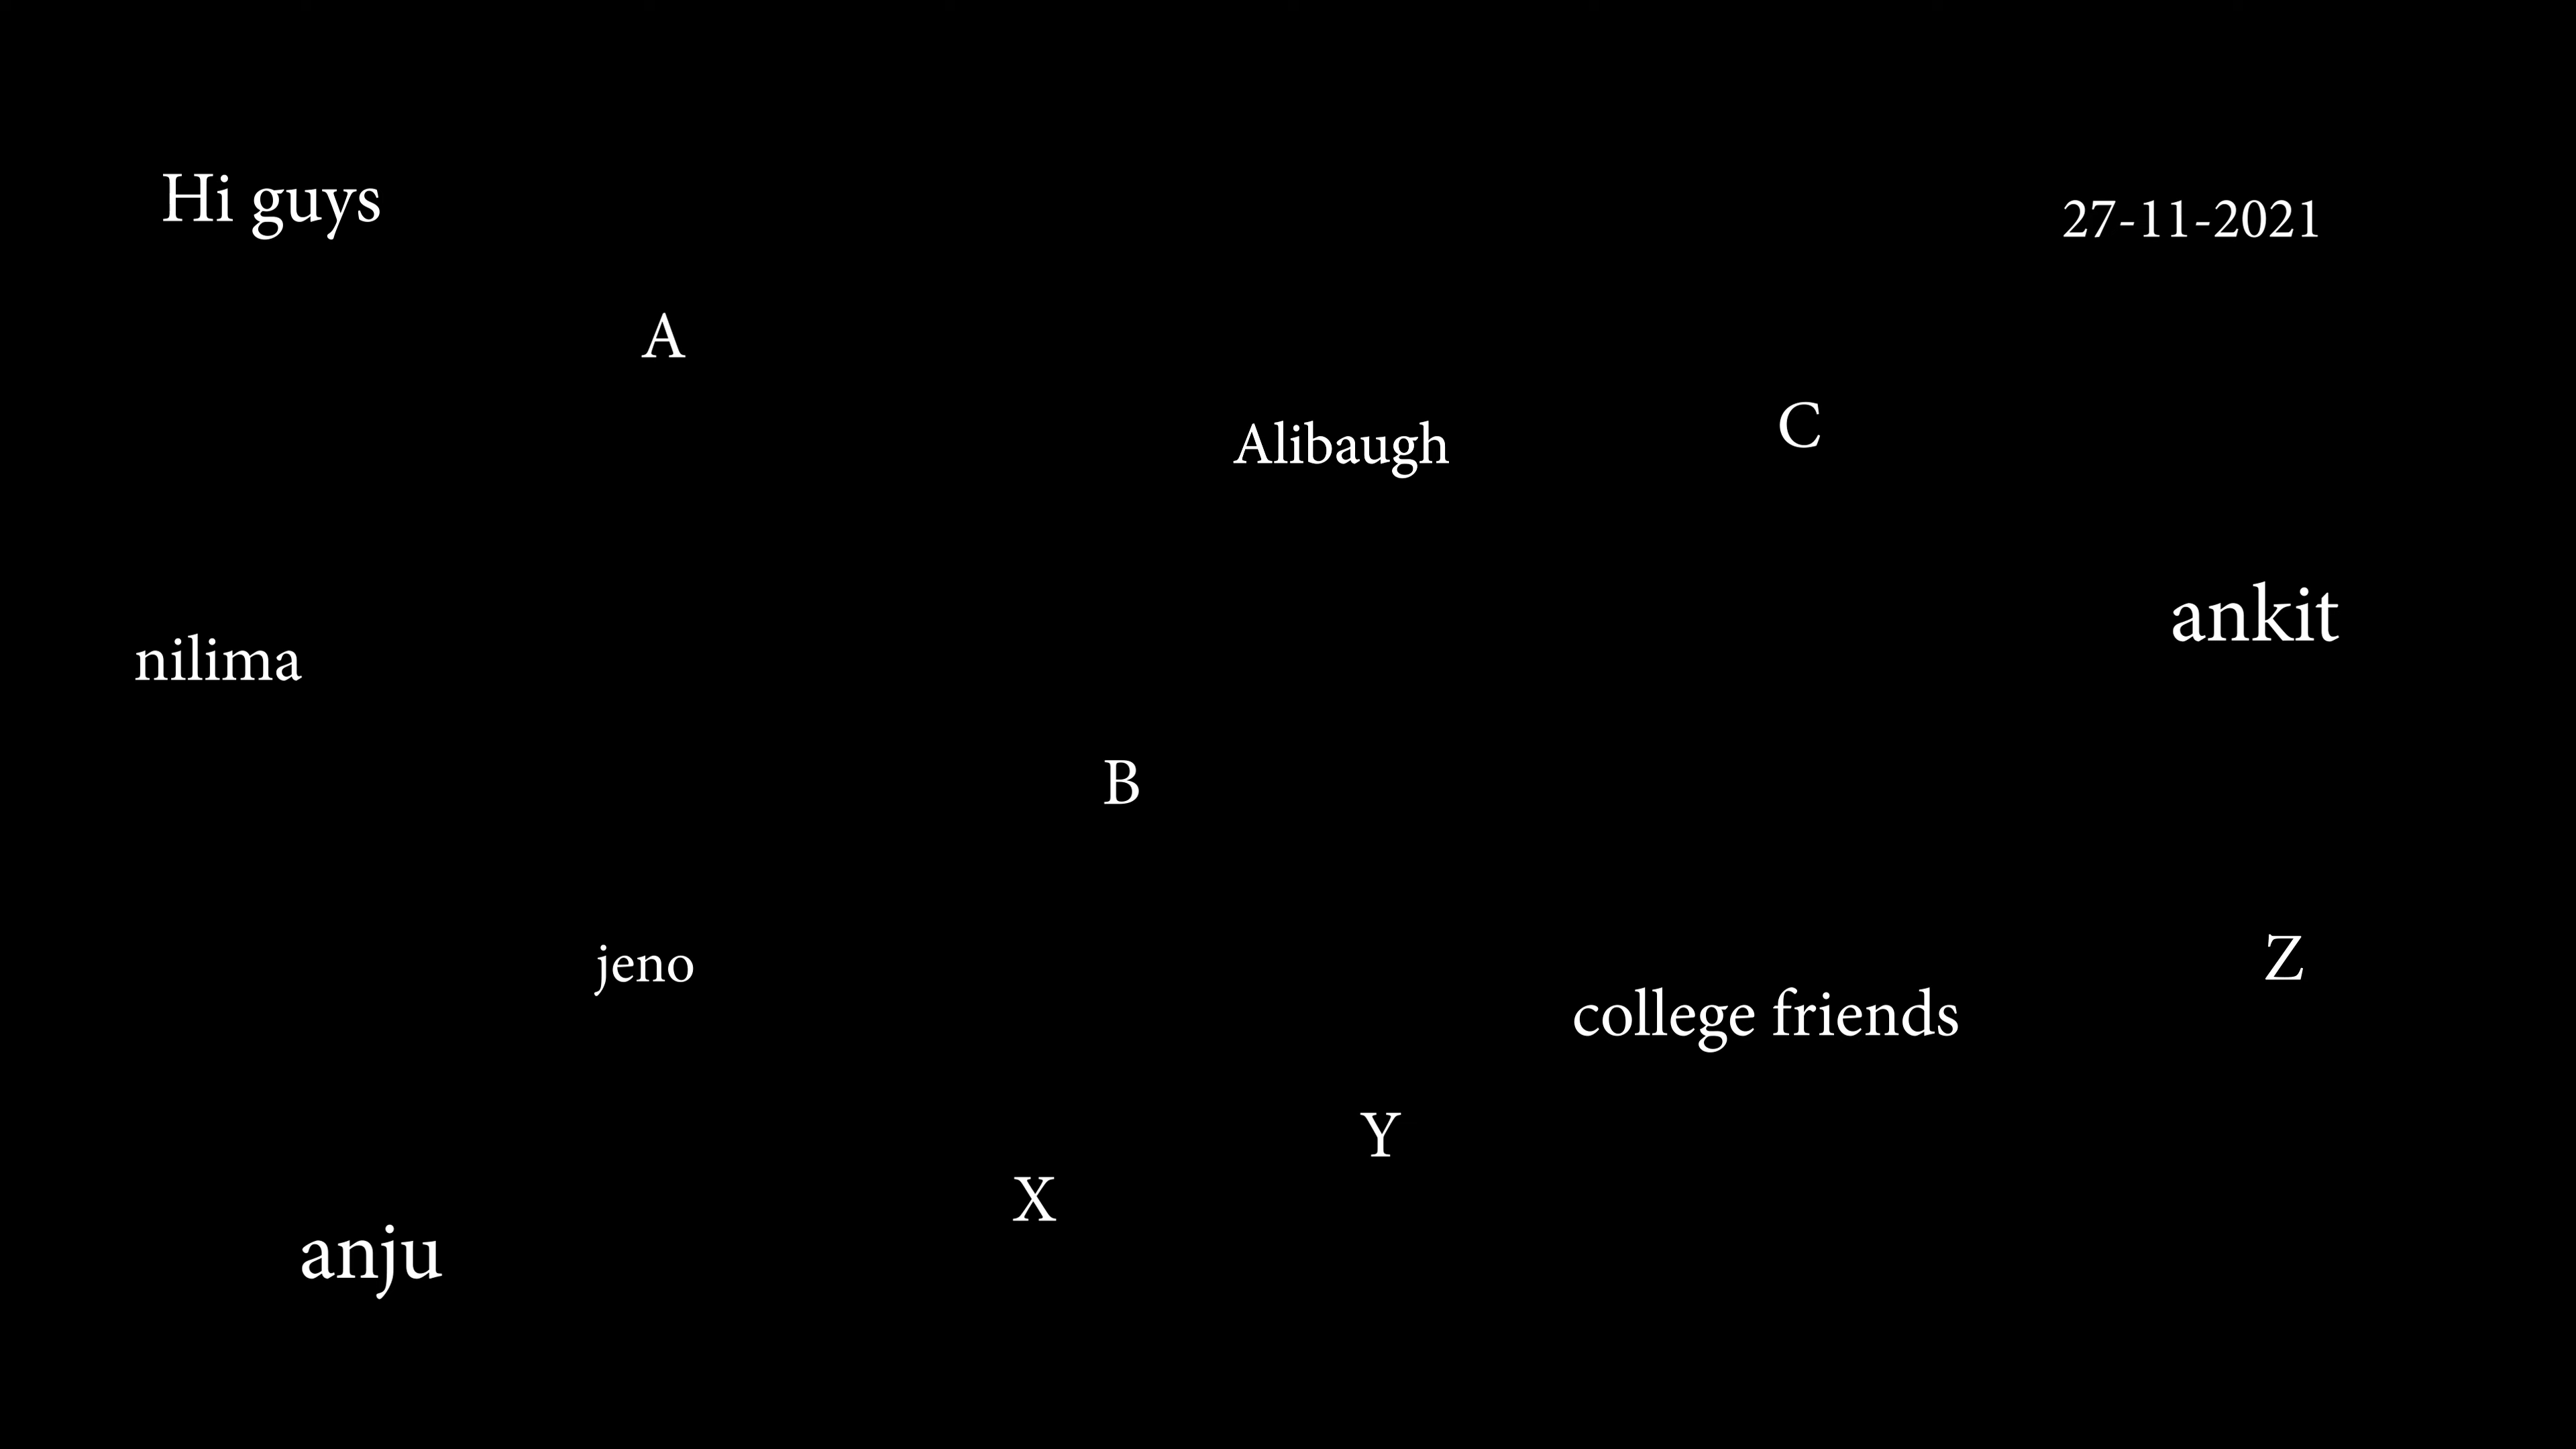 Hi guys
27-11-2021
A
C
Alibaugh
ankit
nilima
B
jeno
Z
college friends
Y
X
anju